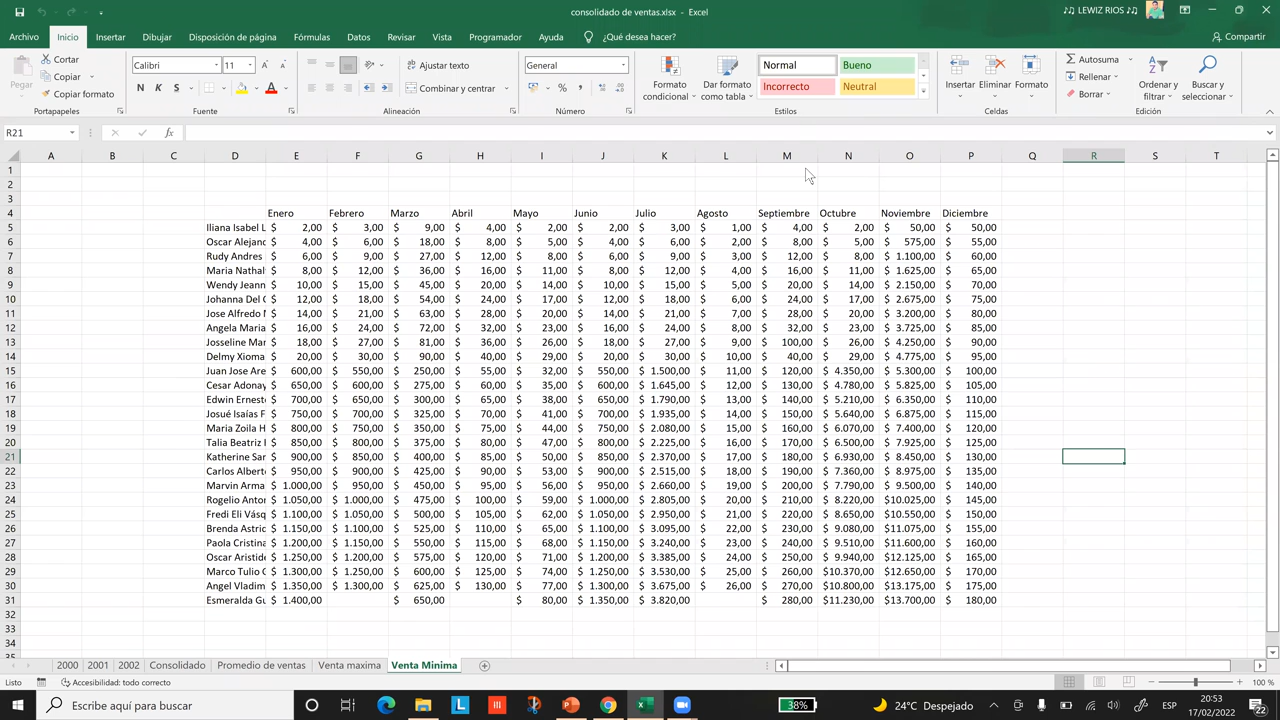 consolidado de ventas.xlsx - Excel
♫♪ LEWIZ RIOS ♫♪
Archivo Inicio Insertar Dibujar Disposición de página Fórmulas Datos Revisar Vista Programador Ayuda ¿Qué desea hacer? Compartir
Pegar Cortar Copiar Copiar formato
Calibri 11
N K S
Ajustar texto
Combinar y centrar
General
$ % 000
Formato condicional
Dar formato como tabla
Normal Bueno
Incorrecto Neutral
Insertar Eliminar Formato
Autosuma
Rellenar
Borrar
Ordenar y filtrar
Buscar y seleccionar
Portapapeles Fuente Alineación Número Estilos Celdas Edición
R21 fx
A B C D E F G H I J K L M N O P Q R S T
1
2
3
4 Enero Febrero Marzo Abril Mayo Junio Julio Agosto Septiembre Octubre Noviembre Diciembre
5 Iliana Isabel L $ 2,00 $ 3,00 $ 9,00 $ 4,00 $ 2,00 $ 2,00 $ 3,00 $ 1,00 $ 4,00 $ 2,00 $ 50,00 $ 50,00
6 Oscar Alejanc $ 4,00 $ 6,00 $ 18,00 $ 8,00 $ 5,00 $ 4,00 $ 6,00 $ 2,00 $ 8,00 $ 5,00 $ 575,00 $ 55,00
7 Rudy Andres $ 6,00 $ 9,00 $ 27,00 $ 12,00 $ 8,00 $ 6,00 $ 9,00 $ 3,00 $ 12,00 $ 8,00 $ 1.100,00 $ 60,00
8 Maria Nathal $ 8,00 $ 12,00 $ 36,00 $ 16,00 $ 11,00 $ 8,00 $ 12,00 $ 4,00 $ 16,00 $ 11,00 $ 1.625,00 $ 65,00
9 Wendy Jeann $ 10,00 $ 15,00 $ 45,00 $ 20,00 $ 14,00 $ 10,00 $ 15,00 $ 5,00 $ 20,00 $ 14,00 $ 2.150,00 $ 70,00
10 Johanna Del C $ 12,00 $ 18,00 $ 54,00 $ 24,00 $ 17,00 $ 12,00 $ 18,00 $ 6,00 $ 24,00 $ 17,00 $ 2.675,00 $ 75,00
11 Jose Alfredo M $ 14,00 $ 21,00 $ 63,00 $ 28,00 $ 20,00 $ 14,00 $ 21,00 $ 7,00 $ 28,00 $ 20,00 $ 3.200,00 $ 80,00
12 Angela Maria $ 16,00 $ 24,00 $ 72,00 $ 32,00 $ 23,00 $ 16,00 $ 24,00 $ 8,00 $ 32,00 $ 23,00 $ 3.725,00 $ 85,00
13 Josseline Mar $ 18,00 $ 27,00 $ 81,00 $ 36,00 $ 26,00 $ 18,00 $ 27,00 $ 9,00 $ 100,00 $ 26,00 $ 4.250,00 $ 90,00
14 Delmy Xioma $ 20,00 $ 30,00 $ 90,00 $ 40,00 $ 29,00 $ 20,00 $ 30,00 $ 10,00 $ 40,00 $ 29,00 $ 4.775,00 $ 95,00
15 Juan Jose Are $ 600,00 $ 550,00 $ 250,00 $ 55,00 $ 32,00 $ 550,00 $ 1.500,00 $ 11,00 $ 120,00 $ 4.350,00 $ 5.300,00 $ 100,00
16 Cesar Adonay $ 650,00 $ 600,00 $ 275,00 $ 60,00 $ 35,00 $ 600,00 $ 1.645,00 $ 12,00 $ 130,00 $ 4.780,00 $ 5.825,00 $ 105,00
17 Edwin Ernest $ 700,00 $ 650,00 $ 300,00 $ 65,00 $ 38,00 $ 650,00 $ 1.790,00 $ 13,00 $ 140,00 $ 5.210,00 $ 6.350,00 $ 110,00
18 Josué Isaías F $ 750,00 $ 700,00 $ 325,00 $ 70,00 $ 41,00 $ 700,00 $ 1.935,00 $ 14,00 $ 150,00 $ 5.640,00 $ 6.875,00 $ 115,00
19 Maria Zoila H $ 800,00 $ 750,00 $ 350,00 $ 75,00 $ 44,00 $ 750,00 $ 2.080,00 $ 15,00 $ 160,00 $ 6.070,00 $ 7.400,00 $ 120,00
20 Talia Beatriz $ 850,00 $ 800,00 $ 375,00 $ 80,00 $ 47,00 $ 800,00 $ 2.225,00 $ 16,00 $ 170,00 $ 6.500,00 $ 7.925,00 $ 125,00
21 Katherine Sar $ 900,00 $ 850,00 $ 400,00 $ 85,00 $ 50,00 $ 850,00 $ 2.370,00 $ 17,00 $ 180,00 $ 6.930,00 $ 8.450,00 $ 130,00
22 Carlos Albert $ 950,00 $ 900,00 $ 425,00 $ 90,00 $ 53,00 $ 900,00 $ 2.515,00 $ 18,00 $ 190,00 $ 7.360,00 $ 8.975,00 $ 135,00
23 Marvin Arma $ 1.000,00 $ 950,00 $ 450,00 $ 95,00 $ 56,00 $ 950,00 $ 2.660,00 $ 19,00 $ 200,00 $ 7.790,00 $ 9.500,00 $ 140,00
24 Rogelio Anton $ 1.050,00 $ 1.000,00 $ 475,00 $ 100,00 $ 59,00 $ 1.000,00 $ 2.805,00 $ 20,00 $ 210,00 $ 8.220,00 $10.025,00 $ 145,00
25 Fredi Eli Vásq $ 1.100,00 $ 1.050,00 $ 500,00 $ 105,00 $ 62,00 $ 1.050,00 $ 2.950,00 $ 21,00 $ 220,00 $ 8.650,00 $10.550,00 $ 150,00
26 Brenda Astric $ 1.150,00 $ 1.100,00 $ 525,00 $ 110,00 $ 65,00 $ 1.100,00 $ 3.095,00 $ 22,00 $ 230,00 $ 9.080,00 $11.075,00 $ 155,00
27 Paola Cristina $ 1.200,00 $ 1.150,00 $ 550,00 $ 115,00 $ 68,00 $ 1.150,00 $ 3.240,00 $ 23,00 $ 240,00 $ 9.510,00 $11.600,00 $ 160,00
28 Oscar Aristide $ 1.250,00 $ 1.200,00 $ 575,00 $ 120,00 $ 71,00 $ 1.200,00 $ 3.385,00 $ 24,00 $ 250,00 $ 9.940,00 $12.125,00 $ 165,00
29 Marco Tulio G $ 1.300,00 $ 1.250,00 $ 600,00 $ 125,00 $ 74,00 $ 1.250,00 $ 3.530,00 $ 25,00 $ 260,00 $10.370,00 $12.650,00 $ 170,00
30 Angel Vladim $ 1.350,00 $ 1.300,00 $ 625,00 $ 130,00 $ 77,00 $ 1.300,00 $ 3.675,00 $ 26,00 $ 270,00 $10.800,00 $13.175,00 $ 175,00
31 Esmeralda Gu $ 1.400,00 $ 650,00 $ 80,00 $ 1.350,00 $ 3.820,00 $ 280,00 $11.230,00 $13.700,00 $ 180,00
32
33
34
35
2000 2001 2002 Consolidado Promedio de ventas Venta maxima Venta Mínima
Listo Accesibilidad: todo correcto 100 %
Escribe aquí para buscar 38% 24°C Despejado ESP 20:53
17/02/2022 22